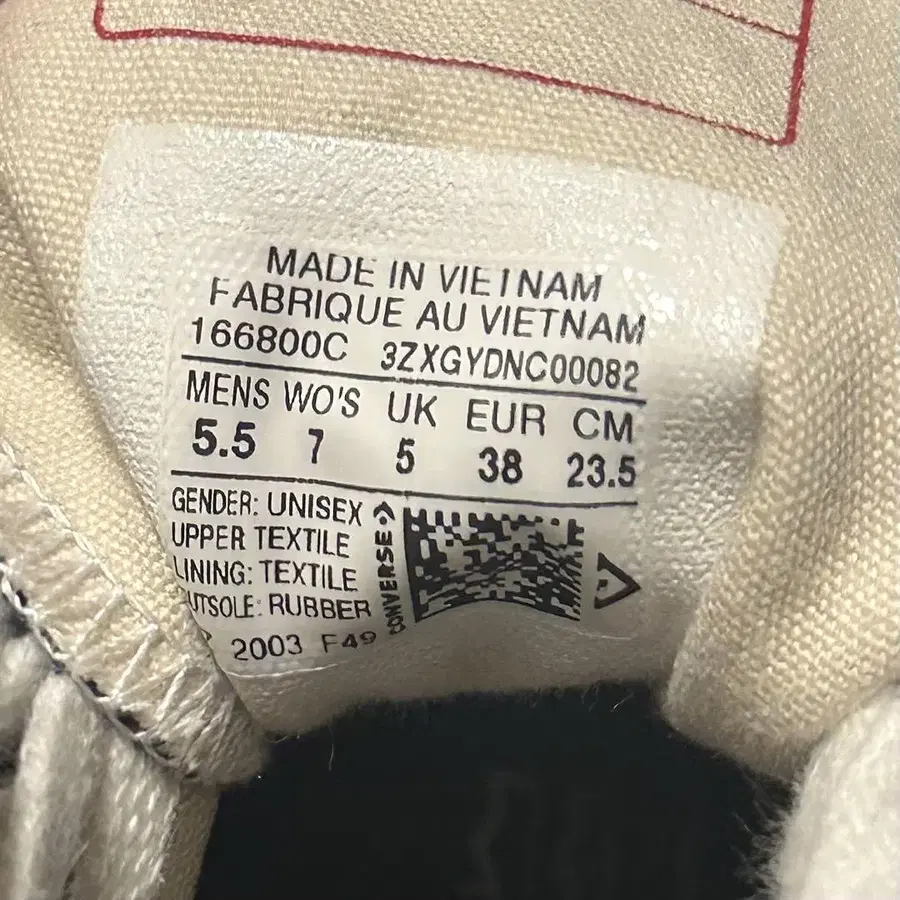 MADE IN VIETNAM
FABRIQUE AU VIETNAM
166800C 3ZXGYDNC00082
MENS WO'S UK EUR CM
5.5 7 5 38 23.5
GENDER: UNISEX
UPPER TEXTILE
LINING: TEXTILE
UTSOLE: RUBBER
2003 F49
CONVERSE